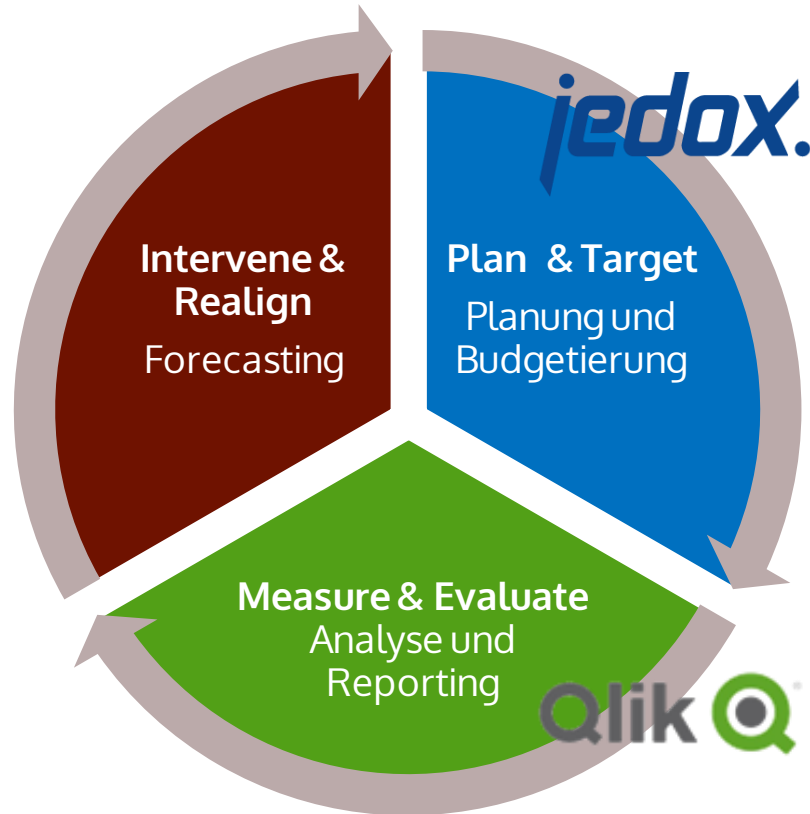 jedox.
Intervene &
Realign
Forecasting
Plan & Target
Planung und
Budgetierung
Measure & Evaluate
Analyse und
Reporting
Qlik Q